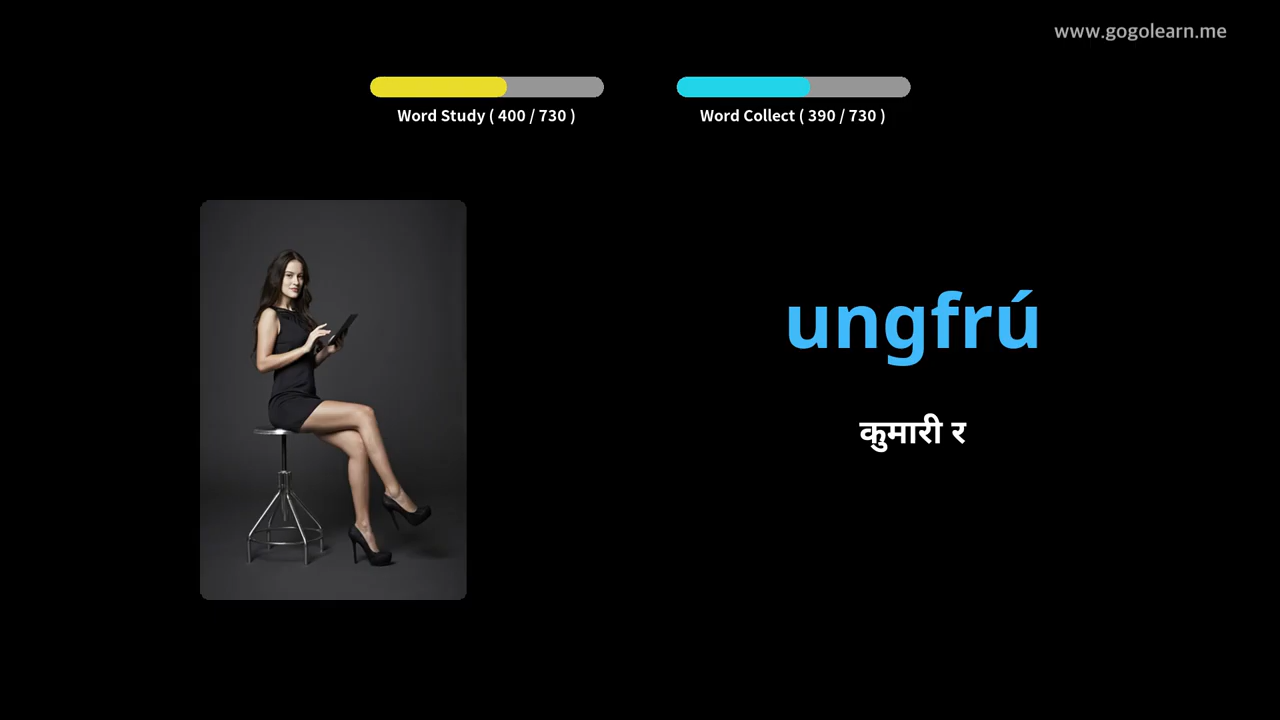 www.gogolearn.me
Word Study ( 400 / 730 )
Word Collect ( 390 / 730 )
ungfrú
कुमारी र